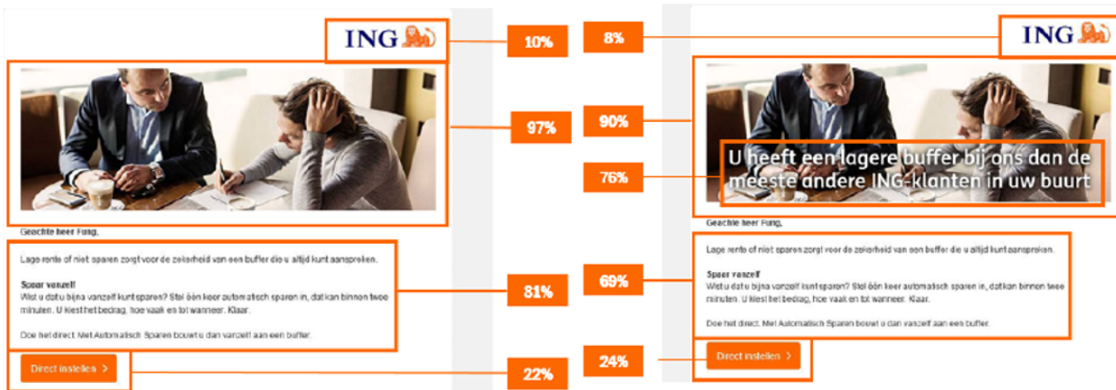 ING
10%
97%
Geachte heer Fung,
Lage rente of niet sparen zorgt voor de zekerheid van een buffer die u altijd kunt aanspreken.
Spaar vanzelf
Wist u dat u bijna vanzelf kunt sparen? Stel één keer automatisch sparen in, dat kan binnen twee
minuten. U kiest het bedrag, hoe vaak en tot wanneer. Klaar.
Doe het direct. Met Automatisch Sparen bouwt u dan vanzelf aan een buffer.
81%
Direct instellen >
22%
8%
ING
90%
76%
U heeft een lagere buffer bij ons dan de
meeste andere ING-klanten in uw buurt
Geachte heer Fung,
Lage rente of niet sparen zorgt voor de zekerheid van een buffer die u altijd kunt aanspreken.
Spaar vanzelf
Wist u dat u bijna vanzelf kunt sparen? Stel één keer automatisch sparen in, dat kan binnen twee
minuten. U kiest het bedrag, hoe vaak en tot wanneer. Klaar.
Doe het direct. Met Automatisch Sparen bouwt u dan vanzelf aan een buffer.
69%
Direct instellen >
24%